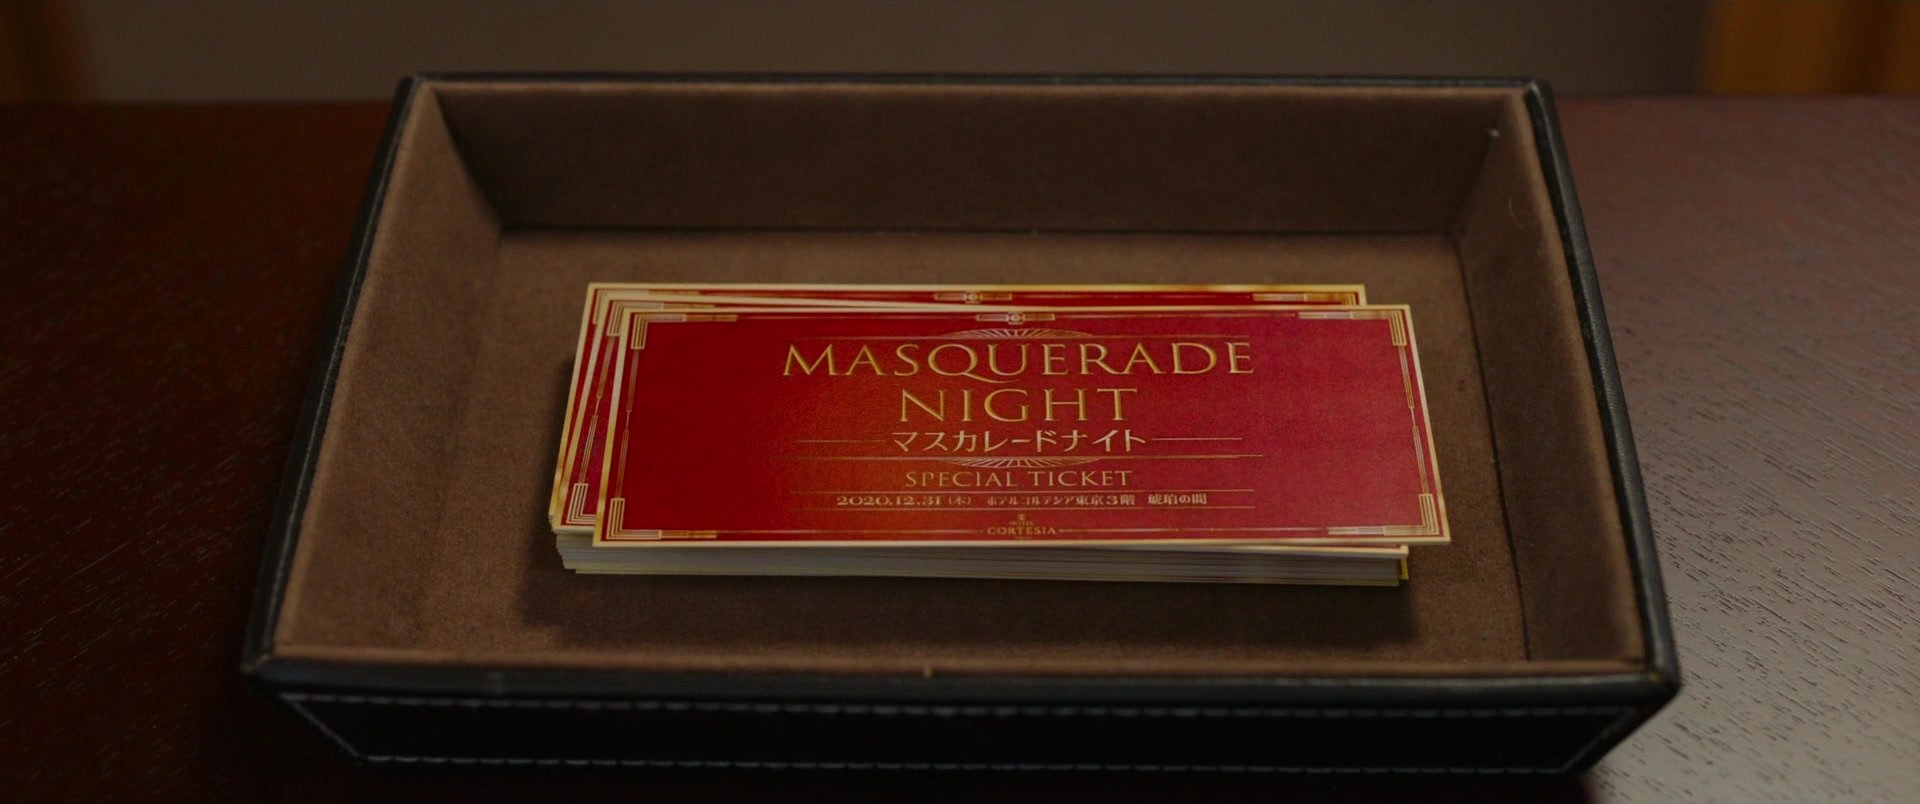 MASQUERADE
NIGHT
マスカレードナイト
SPECIAL TICKET
2020.12.31（木） ホテルコルテシア東京3階 琥珀の間
CORTESIA